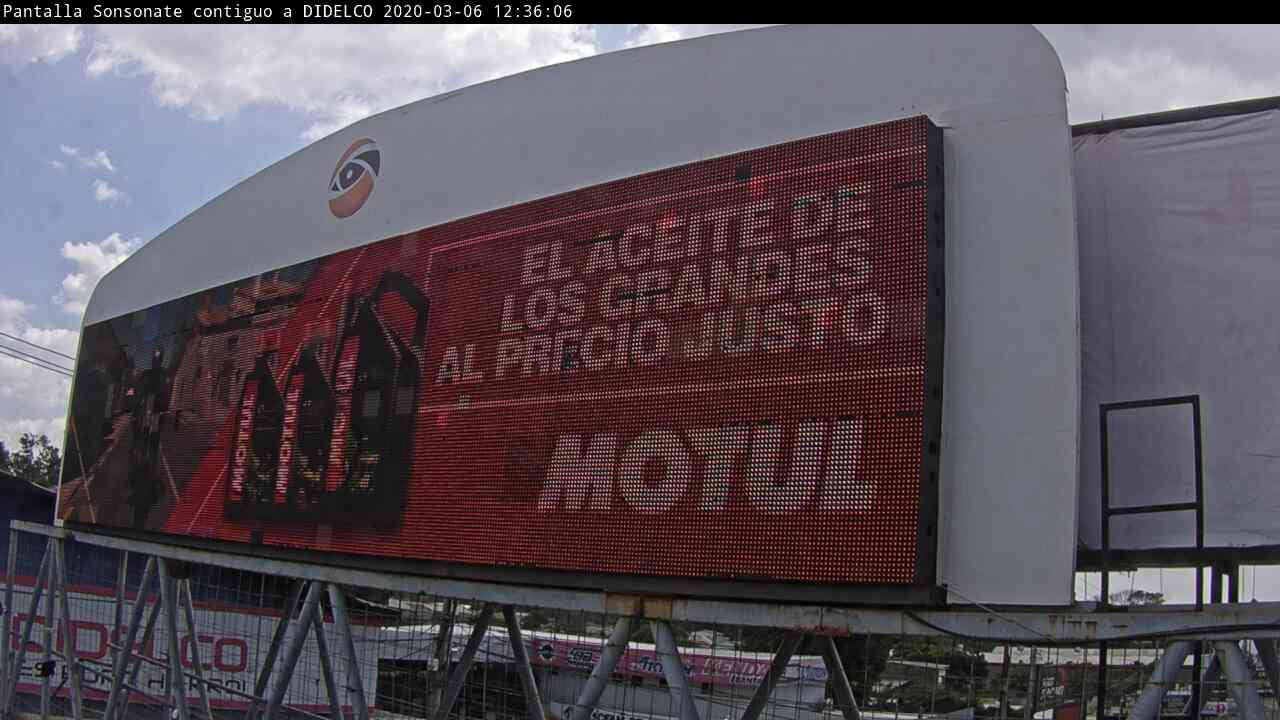 Pantalla Sonsonate contiguo a DIDELCO 2020-03-06 12:36:06
EL ACEITE DE
LOS GRANDES
AL PRECIO JUSTO
MOTUL
DIDELCO